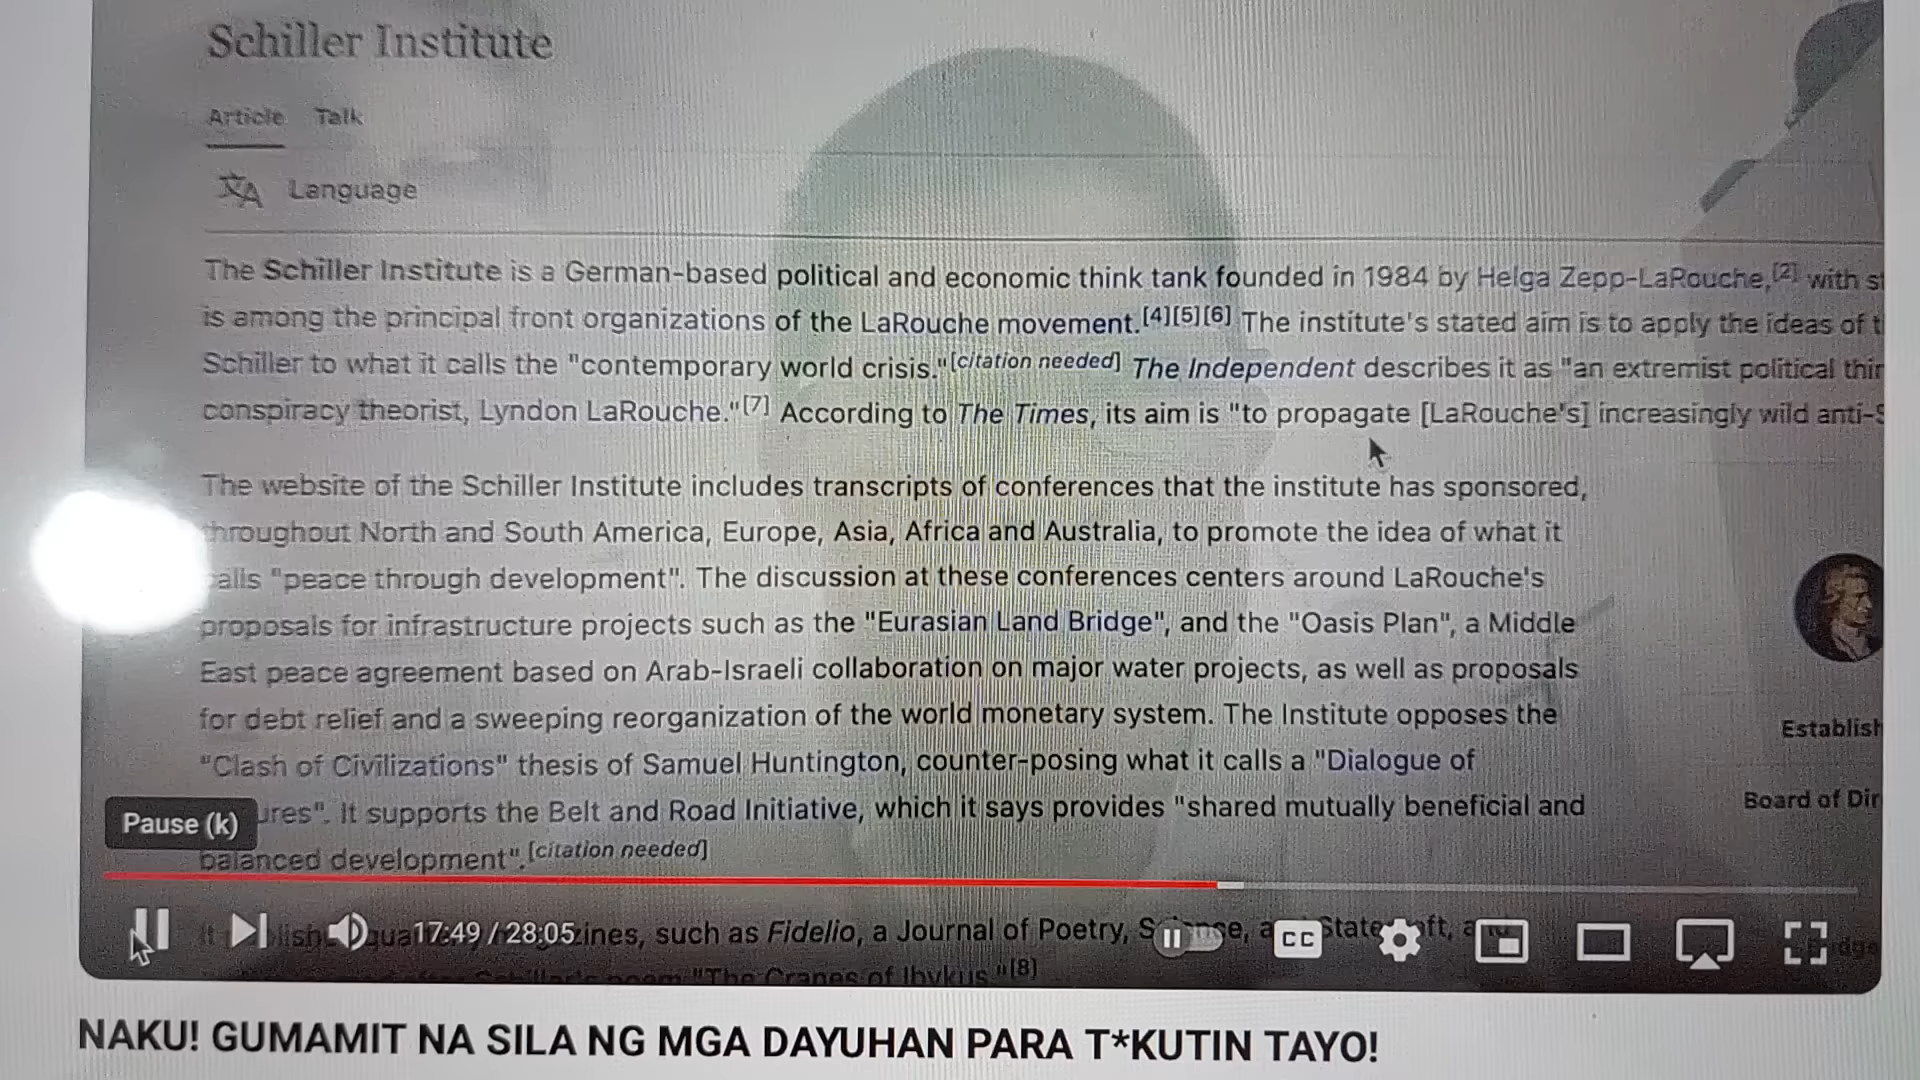 Schiller Institute
Article Talk
Language
The Schiller Institute is a German-based political and economic think tank founded in 1984 by Helga Zepp-LaRouche,[2] with
is among the principal front organizations of the LaRouche movement.[4][5][6] The institute's stated aim is to apply the ideas of
Schiller to what it calls the "contemporary world crisis."[citation needed] The Independent describes it as "an extremist political
conspiracy theorist, Lyndon LaRouche."[7] According to The Times, its aim is "to propagate [LaRouche's] increasingly wild anti-S
The website of the Schiller Institute includes transcripts of conferences that the institute has sponsored,
throughout North and South America, Europe, Asia, Africa and Australia, to promote the idea of what it
calls "peace through development". The discussion at these conferences centers around LaRouche's
proposals for infrastructure projects such as the "Eurasian Land Bridge", and the "Oasis Plan", a Middle
East peace agreement based on Arab-Israeli collaboration on major water projects, as well as proposals
for debt relief and a sweeping reorganization of the world monetary system. The Institute opposes the
Establish
"Clash of Civilizations" thesis of Samuel Huntington, counter-posing what it calls a "Dialogue of
Board of Dir
ures". It supports the Belt and Road Initiative, which it says provides "shared mutually beneficial and
Pause (k)
balanced development".[citation needed]
17:49 / 28:05
zines, such as Fidelio, a Journal of Poetry,
CC
"The Cranes of Ibykus."[8]
NAKU! GUMAMIT NA SILA NG MGA DAYUHAN PARA T*KUTIN TAYO!